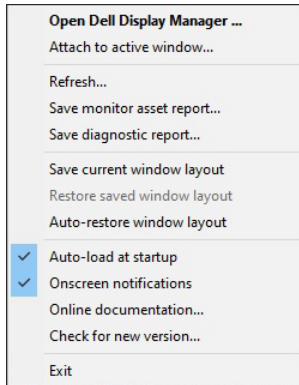 Open Dell Display Manager ...
Attach to active window...
Refresh...
Save monitor asset report...
Save diagnostic report...
Save current window layout
Restore saved window layout
Auto-restore window layout
Auto-load at startup
Onscreen notifications
Online documentation...
Check for new version...
Exit